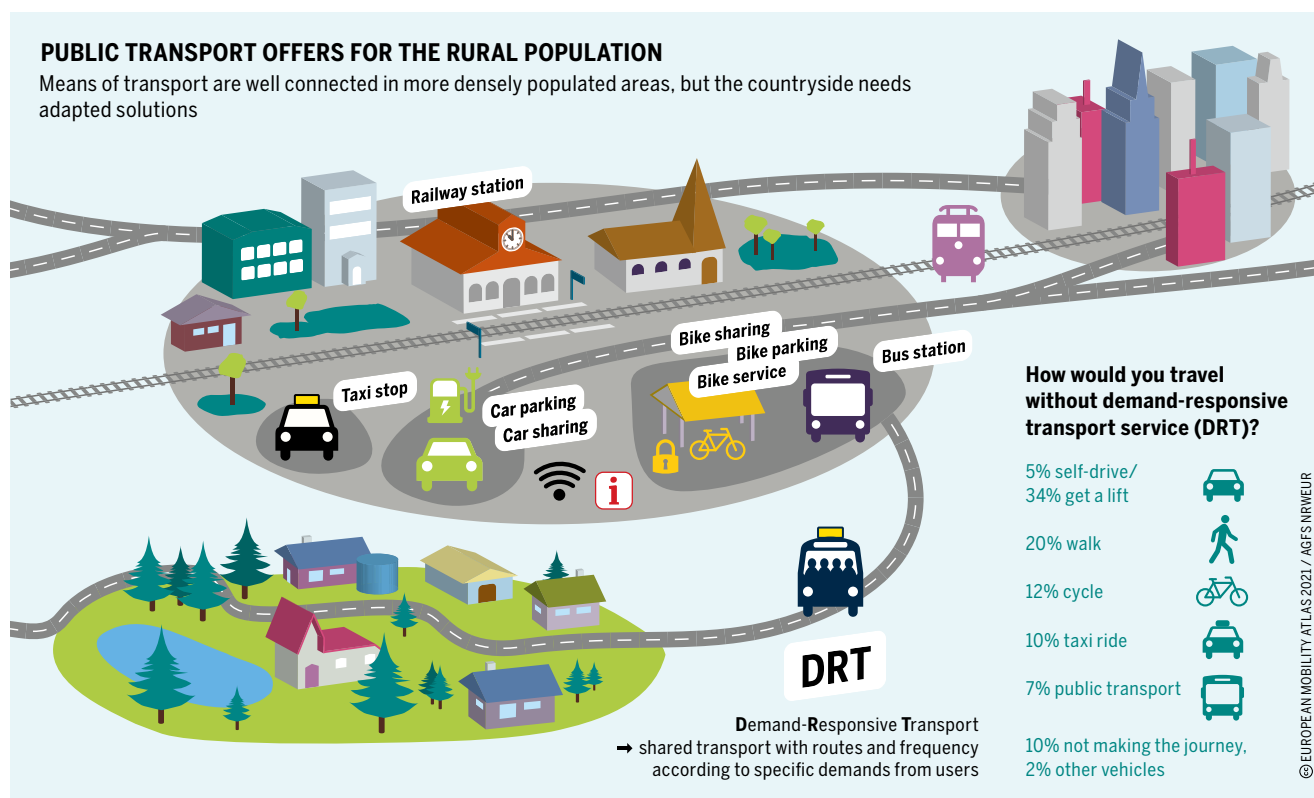 PUBLIC TRANSPORT OFFERS FOR THE RURAL POPULATION
Means of transport are well connected in more densely populated areas, but the countryside needs
adapted solutions
Railway station
Bike sharing
Bike parking
Bike service
Bus station
Taxi stop
Car parking
Car sharing
i
DRT
Demand-Responsive Transport
➞ shared transport with routes and frequency
according to specific demands from users
How would you travel
without demand-responsive
transport service (DRT)?
5% self-drive/
34% get a lift
20% walk
12% cycle
10% taxi ride
7% public transport
10% not making the journey,
2% other vehicles
cc EUROPEAN MOBILITY ATLAS 2021 / AGFS NRWEUR